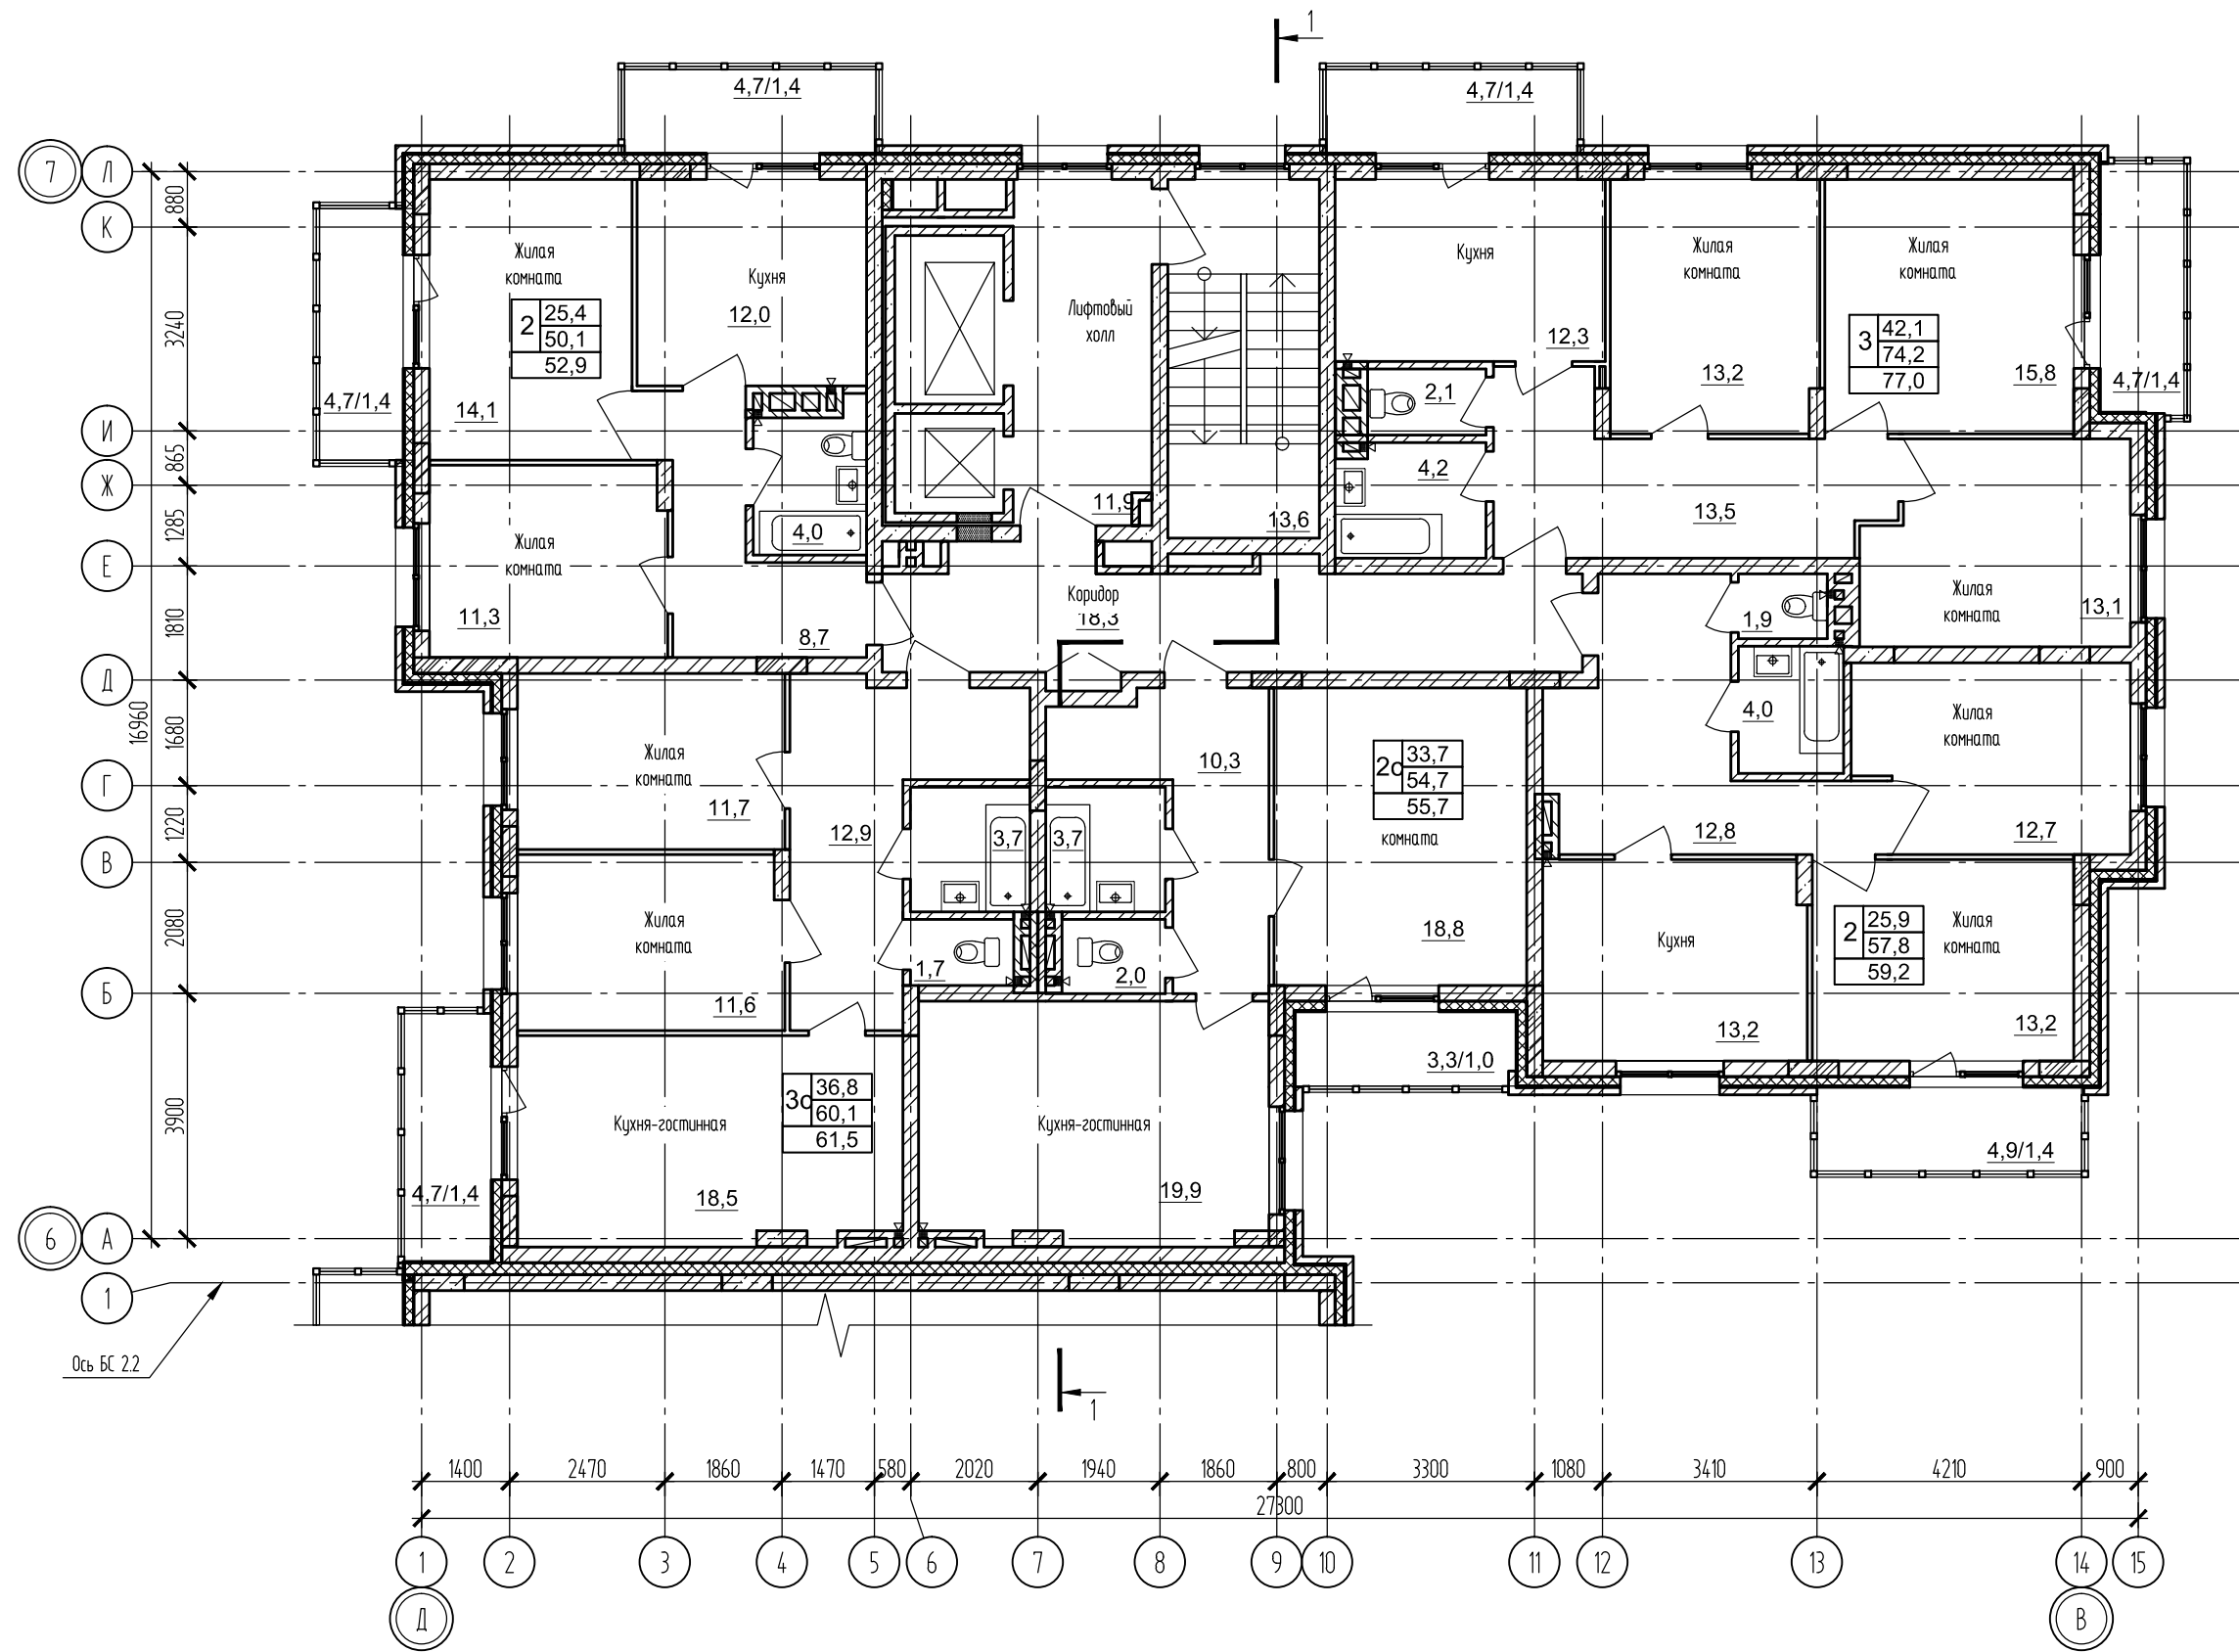 1
4,7/1,4
4,7/1,4
7
Л
880
К
Жилая
комната
Кухня
2
25,4
50,1
52,9
12,0
14,1
4,7/1,4
3240
Лифтовый
холл
Кухня
12,3
Жилая
комната
13,2
Жилая
комната
3
42,1
74,2
77,0
15,8
4,7/1,4
2,1
И
865
Ж
4,2
1285
4,0
11,9
13,6
13,5
Жилая
комната
Е
11,3
1810
8,7
Коридор
18,3
1,9
Жилая
комната
13,1
Д
16960
1680
Жилая
комната
11,7
10,3
2с
33,7
54,7
55,7
комната
4,0
Жилая
комната
Г
1220
12,9
3,7
3,7
12,8
12,7
В
2080
Жилая
комната
11,6
1,7
2,0
18,8
Кухня
13,2
2
25,9
57,8
59,2
Жилая
комната
13,2
Б
3900
3с
36,8
60,1
61,5
Кухня-гостинная
18,5
4,7/1,4
Кухня-гостинная
19,9
3,3/1,0
4,9/1,4
6
А
1
Ось БС 2.2
1
1400
2470
1860
1470
580
2020
1940
1860
800
3300
1080
3410
4210
900
27300
1
2
3
4
5
6
7
8
9
10
11
12
13
14
15
Д
В